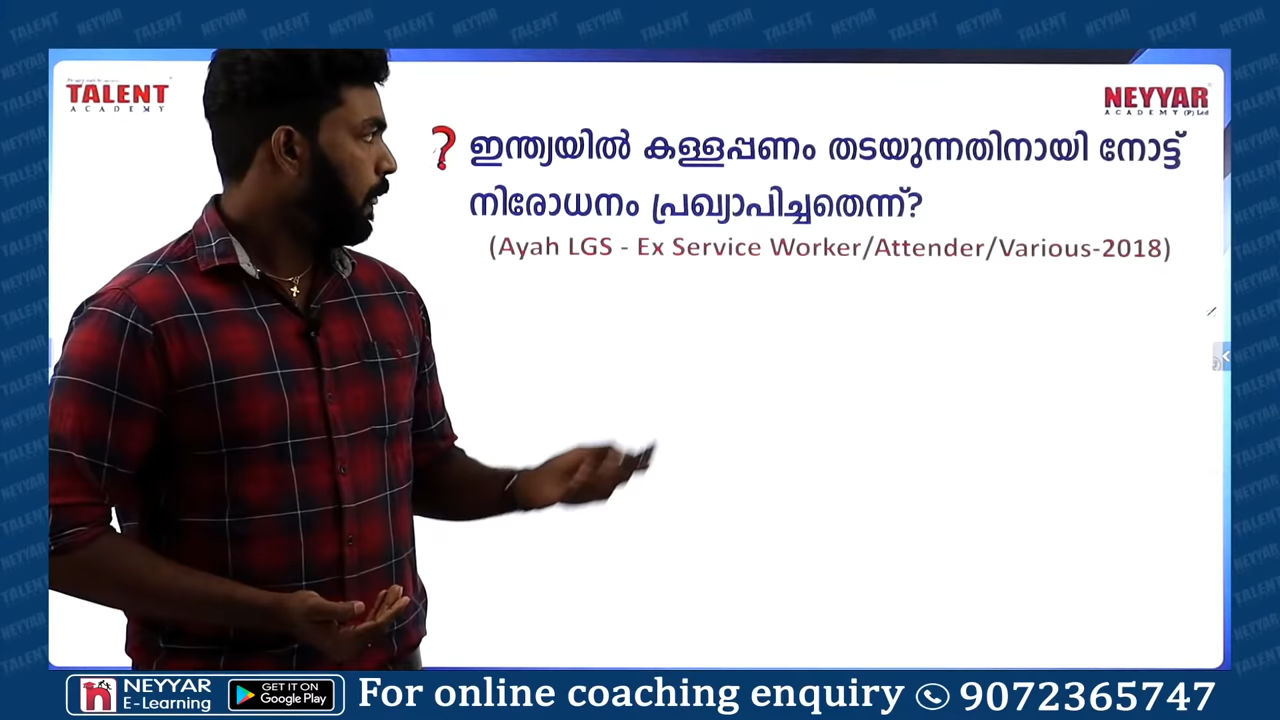 TALENT
ACADEMY
NEYYAR
ACADEMY (P) Ltd
? ഇന്ത്യയിൽ കള്ളപ്പണം തടയുന്നതിനായി നോട്ട്
നിരോധനം പ്രഖ്യാപിച്ചതെന്ന്?
(Ayah LGS - Ex Service Worker/Attender/Various-2018)
NEYYAR
E-Learning
GET IT ON
Google Play
For online coaching enquiry 9072365747